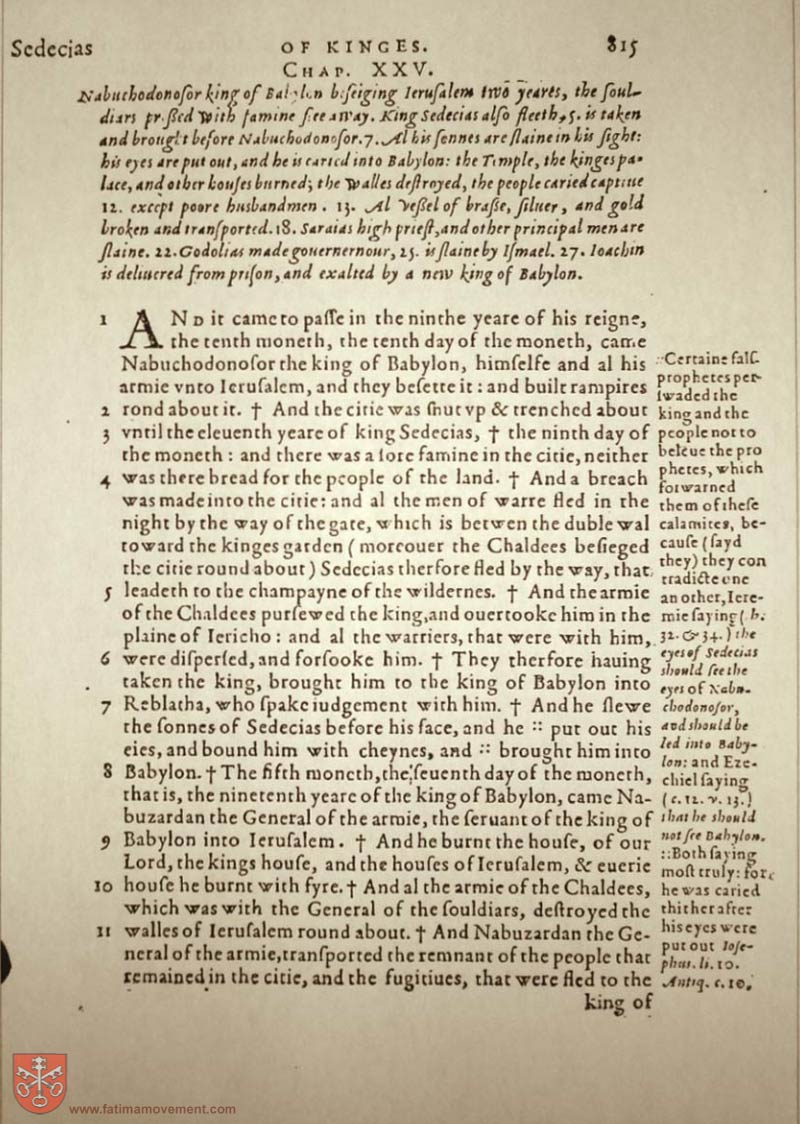 Sedecias OF KINGES. 815
CHAP. XXV.
Nabuchodonosor king of Babylon beseiging Ierusalem two yeares, the soul-
diars pressed with famine flee away. King Sedecias also fleeth, 5. is taken
and brought before Nabuchodonosor. 7. Al his sennes are slaine in his sight:
his eyes are put out, and he is caried into Babylon: the Temple, the kinges pa-
lace, and other houses burned; the walles destroyed, the people caried captiue
12. except poore husbandmen. 13. Al vessel of brasse, siluer, and gold
broken and transported. 18. Saraias high priest, and other principal men are
slaine. 22. Godolias made gouernernour, 25. is slaine by Ismael. 27. Ioachin
is deliuered from prison, and exalted by a new king of Babylon.
1 AND it came to passe in the ninthe yeare of his reigne,
the tenth moneth, the tenth day of the moneth, came
Nabuchodonosor the king of Babylon, himselfe and al his
armie vnto Ierusalem, and they besette it: and built rampires
2 rond about it. † And the citie was shut vp & trenched about
3 vntil the eleuenth yeare of king Sedecias, † the ninth day of
the moneth: and there was a sore famine in the citie, neither
4 was there bread for the people of the land. † And a breach
was made into the citie: and al the men of warre fled in the
night by the way of the gate, which is betwen the duble wal
toward the kinges garden (moreouer the Chaldees besieged
the citie round about) Sedecias therfore fled by the way, that
5 leadeth to the champayne of the wildernes. † And the armie
of the Chaldees pursewed the king, and ouertooke him in the
plaine of Iericho: and al the warriers, that were with him,
6 were dispersed, and forsooke him. † They therfore hauing
taken the king, brought him to the king of Babylon into
7 Reblatha, who spake iudgement with him. † And he slewe
the sonnes of Sedecias before his face, and he :: put out his
eies, and bound him with cheynes, and :: brought him into
8 Babylon. † The fifth moneth, the seuenth day of the moneth,
that is, the ninetenth yeare of the king of Babylon, came Na-
buzardan the General of the armie, the seruant of the king of
9 Babylon into Ierusalem. † And he burnt the house, of our
Lord, the kings house, and the houses of Ierusalem, & euerie
10 house he burnt with fyre. † And al the armie of the Chaldees,
which was with the General of the souldiars, destroyed the
11 walles of Ierusalem round about. † And Nabuzardan the Ge-
neral of the armie, transported the remnant of the people that
remained in the citie, and the fugitiues, that were fled to the
king of
::Certaine fals
prophetes per-
swaded the
king and the
people not to
beleue the pro
phetes, which
forwarned
them of these
calamites, be-
cause (sayd
they) they con
tradicte one
an other, Iere-
mie saying (h.
32. & 34.) the
eyes of Sedecias
should see the
eyes of Nabu-
chodonosor,
and should be
led into Baby-
lon: and Eze-
chiel saying
(c. 12. v. 13.)
that he should
not see Babylon.
::Both saying
most truly: for
he was caried
thither after
his eyes were
put out Iose-
phus. li. 10.
Antiq. c. 10.
www.fatimamovement.com